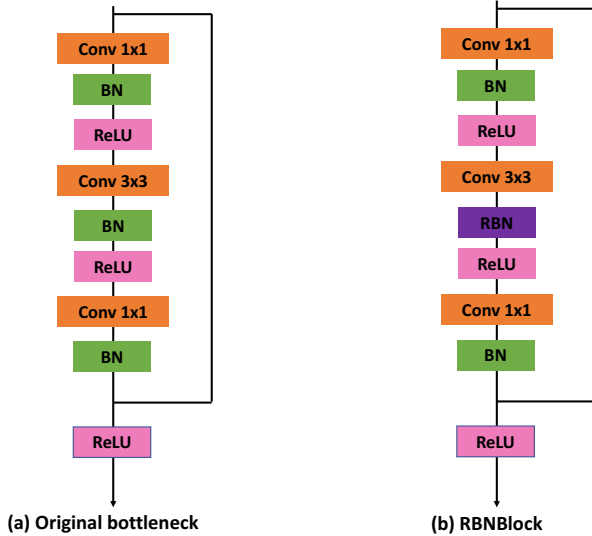 Conv 1x1
BN
ReLU
Conv 3x3
BN
ReLU
Conv 1x1
BN
ReLU
(a) Original bottleneck
Conv 1x1
BN
ReLU
Conv 3x3
RBN
ReLU
Conv 1x1
BN
ReLU
(b) RBNBlock